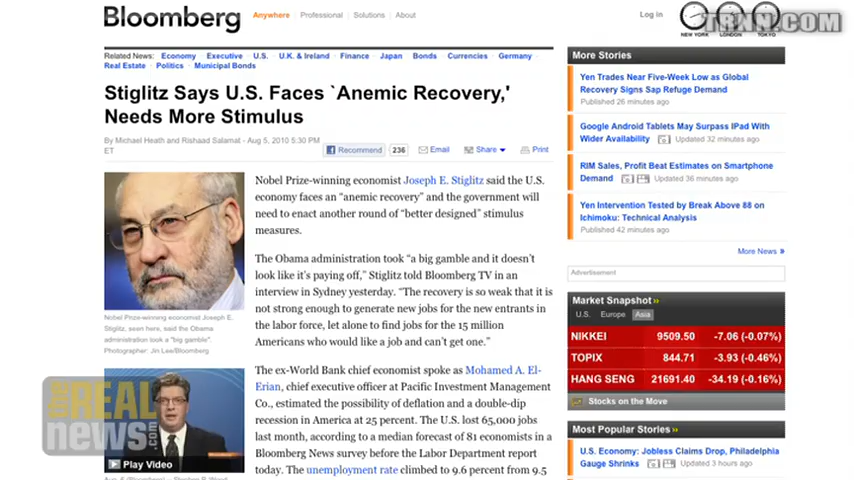 Bloomberg
Anywhere Professional Solutions About
Log in
NEW YORK LONDON TOKYO
TRNN.COM
Related News: Economy Executive U.S. U.K. & Ireland Finance Japan Bonds Currencies Germany
Real Estate Politics Municipal Bonds
Stiglitz Says U.S. Faces `Anemic Recovery,'
Needs More Stimulus
By Michael Heath and Rishaad Salamat - Aug 5, 2010 5:30 PM
ET
Recommend 236 Email Share Print
Nobel Prize-winning economist Joseph E. Stiglitz said the U.S.
economy faces an “anemic recovery” and the government will
need to enact another round of “better designed” stimulus
measures.
The Obama administration took “a big gamble and it doesn’t
look like it’s paying off,” Stiglitz told Bloomberg TV in an
interview in Sydney yesterday. “The recovery is so weak that it is
not strong enough to generate new jobs for the new entrants in
the labor force, let alone to find jobs for the 15 million
Americans who would like a job and can’t get one.”
Nobel Prize-winning economist Joseph E.
Stiglitz, seen here, said the Obama
administration took a "big gamble".
Photographer: Jin Lee/Bloomberg
The ex-World Bank chief economist spoke as Mohamed A. El-
Erian, chief executive officer at Pacific Investment Management
Co., estimated the possibility of deflation and a double-dip
recession in America at 25 percent. The U.S. lost 65,000 jobs
last month, according to a median forecast of 81 economists in a
Bloomberg News survey before the Labor Department report
today. The unemployment rate climbed to 9.6 percent from 9.5
the REAL
news.com
Play Video
More Stories
Yen Trades Near Five-Week Low as Global
Recovery Signs Sap Refuge Demand
Published 26 minutes ago
Google Android Tablets May Surpass IPad With
Wider Availability Updated 32 minutes ago
RIM Sales, Profit Beat Estimates on Smartphone
Demand Updated 36 minutes ago
Yen Intervention Tested by Break Above 88 on
Ichimoku: Technical Analysis
Published 42 minutes ago
More News »
Advertisement
Market Snapshot »
U.S. Europe Asia
NIKKEI 9509.50 -7.06 (-0.07%)
TOPIX 844.71 -3.93 (-0.46%)
HANG SENG 21691.40 -34.19 (-0.16%)
Stocks on the Move
Most Popular Stories »
U.S. Economy: Jobless Claims Drop, Philadelphia
Gauge Shrinks Updated 3 hours ago